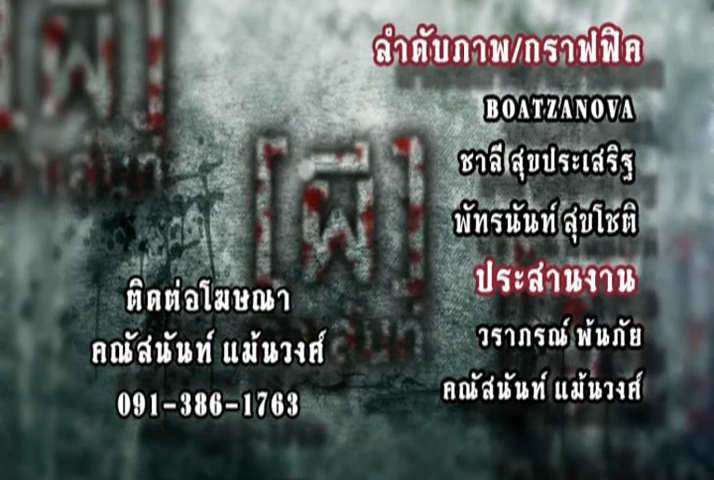 ลำดับภาพ/กราฟฟิค
BOATZANOVA
ชาลี สุขประเสริฐ
พัทรนันท์ สุขโชติ
ประสานงาน
วราภรณ์ พ้นภัย
คณัสนันท์ แม้นวงศ์
ติดต่อโฆษณา
คณัสนันท์ แม้นวงศ์
091-386-1763
[ผี]